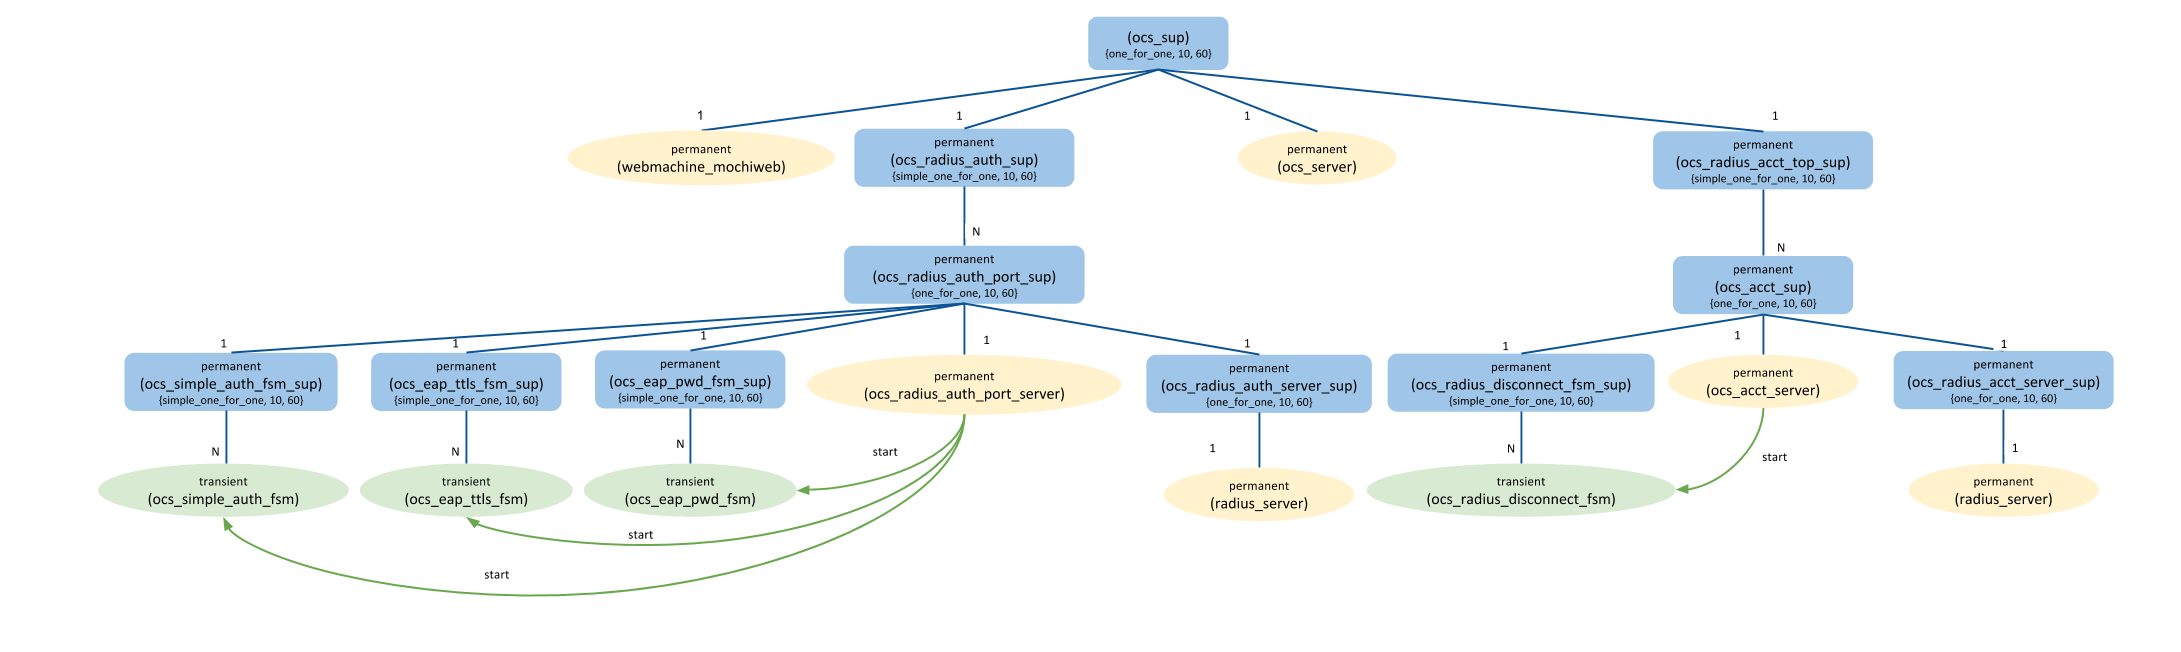 (ocs_sup)
{one_for_one, 10, 60}
1
1
1
1
permanent
(webmachine_mochiweb)
permanent
(ocs_radius_auth_sup)
{simple_one_for_one, 10, 60}
permanent
(ocs_server)
permanent
(ocs_radius_acct_top_sup)
{simple_one_for_one, 10, 60}
N
N
permanent
(ocs_radius_auth_port_sup)
{one_for_one, 10, 60}
permanent
(ocs_acct_sup)
{one_for_one, 10, 60}
1
1
1
1
1
1
1
1
permanent
(ocs_simple_auth_fsm_sup)
{simple_one_for_one, 10, 60}
permanent
(ocs_eap_ttls_fsm_sup)
{simple_one_for_one, 10, 60}
permanent
(ocs_eap_pwd_fsm_sup)
{simple_one_for_one, 10, 60}
permanent
(ocs_radius_auth_port_server)
permanent
(ocs_radius_auth_server_sup)
{one_for_one, 10, 60}
permanent
(ocs_radius_disconnect_fsm_sup)
{simple_one_for_one, 10, 60}
permanent
(ocs_acct_server)
permanent
(ocs_radius_acct_server_sup)
{one_for_one, 10, 60}
N
N
N
start
1
N
start
1
transient
(ocs_simple_auth_fsm)
transient
(ocs_eap_ttls_fsm)
transient
(ocs_eap_pwd_fsm)
permanent
(radius_server)
transient
(ocs_radius_disconnect_fsm)
permanent
(radius_server)
start
start